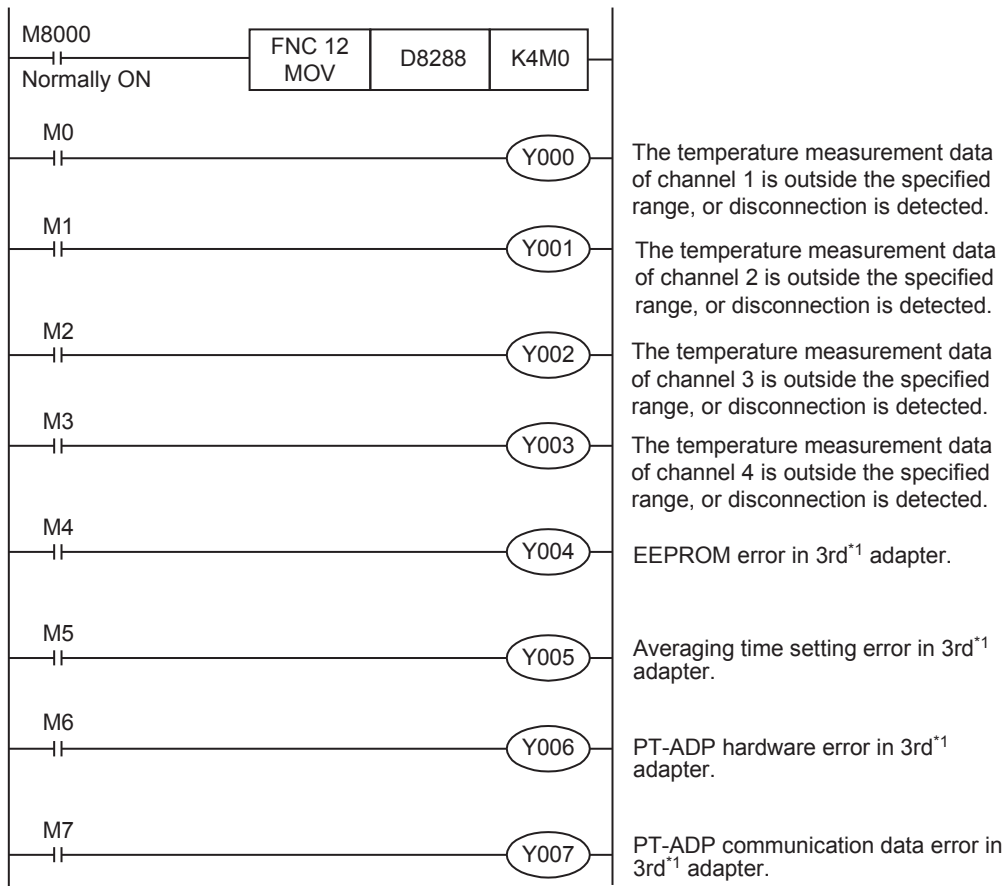 M8000
Normally ON
FNC 12
MOV
D8288
K4M0
M0
Y000
The temperature measurement data
of channel 1 is outside the specified
range, or disconnection is detected.
M1
Y001
The temperature measurement data
of channel 2 is outside the specified
range, or disconnection is detected.
M2
Y002
The temperature measurement data
of channel 3 is outside the specified
range, or disconnection is detected.
M3
Y003
The temperature measurement data
of channel 4 is outside the specified
range, or disconnection is detected.
M4
Y004
EEPROM error in 3rd*1 adapter.
M5
Y005
Averaging time setting error in 3rd*1
adapter.
M6
Y006
PT-ADP hardware error in 3rd*1
adapter.
M7
Y007
PT-ADP communication data error in
3rd*1 adapter.